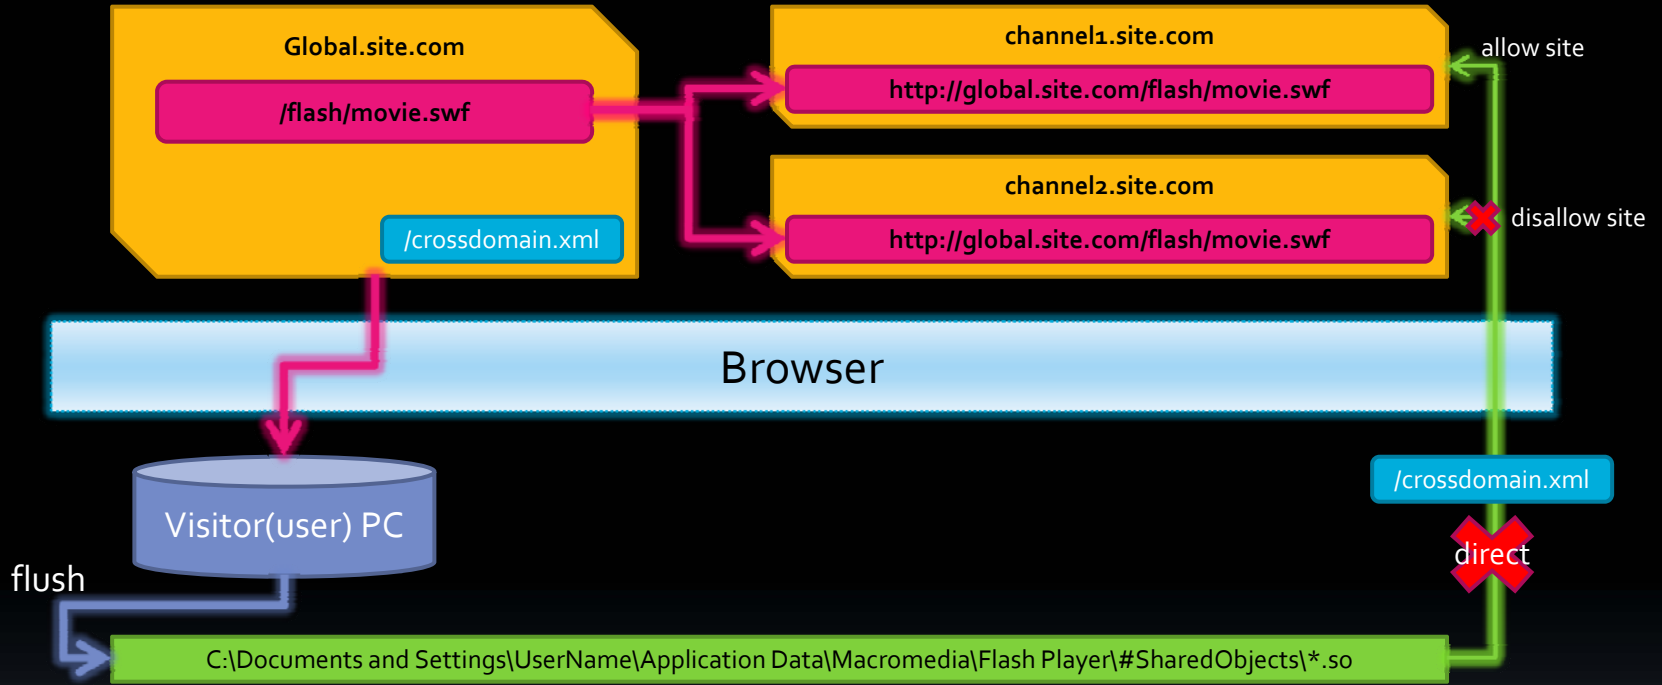 Global.site.com
/flash/movie.swf
/crossdomain.xml
channel1.site.com
http://global.site.com/flash/movie.swf
allow site
channel2.site.com
http://global.site.com/flash/movie.swf
disallow site
Browser
Visitor(user) PC
/crossdomain.xml
direct
flush
C:\Documents and Settings\UserName\Application Data\Macromedia\Flash Player\#SharedObjects\*.so